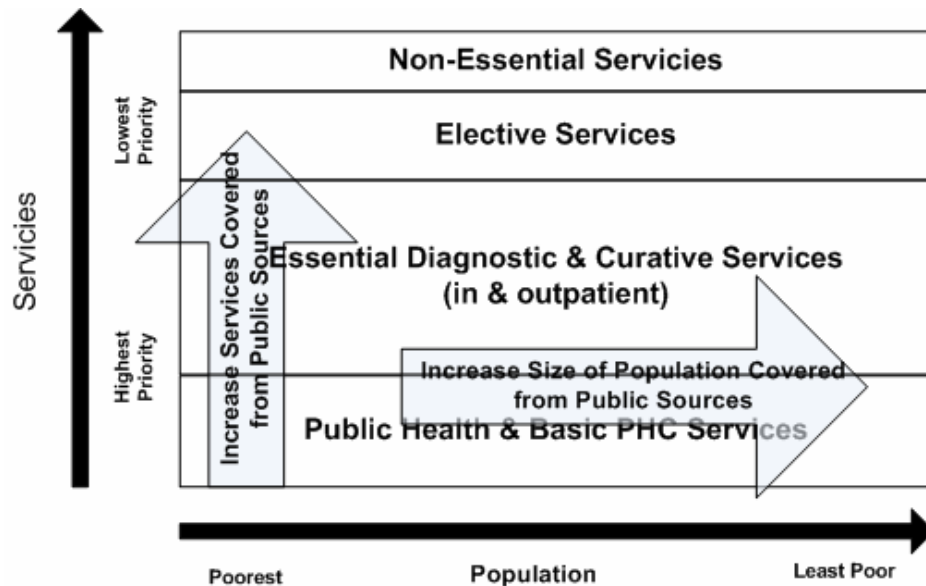 Non-Essential Servicies
Lowest
Priority
Elective Services
Servicies
Increase Services Covered
from Public Sources
Essential Diagnostic & Curative Services
(in & outpatient)
Highest
Priority
Increase Size of Population Covered
from Public Sources
Public Health & Basic PHC Services
Poorest
Population
Least Poor